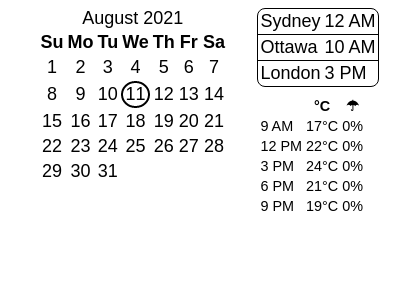 August 2021
Su Mo Tu We Th Fr Sa
1 2 3 4 5 6 7
8 9 10 11 12 13 14
15 16 17 18 19 20 21
22 23 24 25 26 27 28
29 30 31
Sydney 12 AM
Ottawa 10 AM
London 3 PM
°C ☂
9 AM 17°C 0%
12 PM 22°C 0%
3 PM 24°C 0%
6 PM 21°C 0%
9 PM 19°C 0%